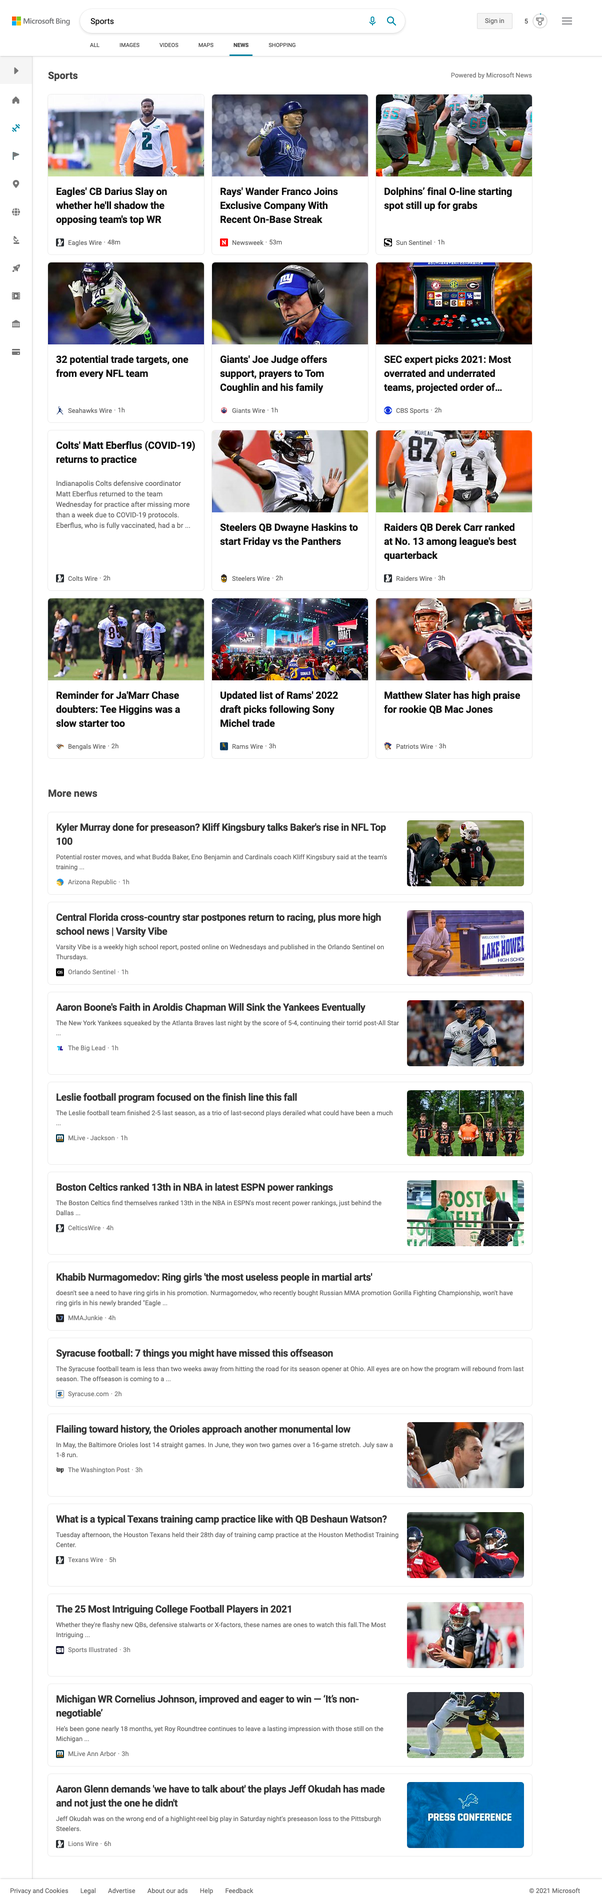 Microsoft Bing
Sports
Sign in
5
ALL
IMAGES
VIDEOS
MAPS
NEWS
SHOPPING
Sports
Powered by Microsoft News
Eagles' CB Darius Slay on
whether he'll shadow the
opposing team's top WR
Eagles Wire · 48m
Rays' Wander Franco Joins
Exclusive Company With
Recent On-Base Streak
Newsweek · 53m
Dolphins' final O-line starting
spot still up for grabs
Sun Sentinel · 1h
32 potential trade targets, one
from every NFL team
Seahawks Wire · 1h
Giants' Joe Judge offers
support, prayers to Tom
Coughlin and his family
Giants Wire · 1h
SEC expert picks 2021: Most
overrated and underrated
teams, projected order of...
CBS Sports · 2h
Colts' Matt Eberflus (COVID-19)
returns to practice
Indianapolis Colts defensive coordinator
Matt Eberflus returned to the team
Wednesday for practice after missing more
than a week due to COVID-19 protocols.
Eberflus, who is fully vaccinated, had a br ...
Colts Wire · 2h
Steelers QB Dwayne Haskins to
start Friday vs the Panthers
Steelers Wire · 2h
Raiders QB Derek Carr ranked
at No. 13 among league's best
quarterback
Raiders Wire · 3h
Reminder for Ja'Marr Chase
doubters: Tee Higgins was a
slow starter too
Bengals Wire · 2h
Updated list of Rams' 2022
draft picks following Sony
Michel trade
Rams Wire · 3h
Matthew Slater has high praise
for rookie QB Mac Jones
Patriots Wire · 3h
More news
Kyler Murray done for preseason? Kliff Kingsbury talks Baker's rise in NFL Top
100
Potential roster moves, and what Budda Baker, Eno Benjamin and Cardinals coach Kliff Kingsbury said at the team's
training ...
Arizona Republic · 1h
Central Florida cross-country star postpones return to racing, plus more high
school news | Varsity Vibe
Varsity Vibe is a weekly high school report, posted online on Wednesdays and published in the Orlando Sentinel on
Thursdays.
Orlando Sentinel · 1h
Aaron Boone's Faith in Aroldis Chapman Will Sink the Yankees Eventually
The New York Yankees squeaked by the Atlanta Braves last night by the score of 5-4, continuing their torrid post-All Star
...
The Big Lead · 1h
Leslie football program focused on the finish line this fall
The Leslie football team finished 2-5 last season, as a trio of last-second plays derailed what could have been a much
...
MLive - Jackson · 1h
Boston Celtics ranked 13th in NBA in latest ESPN power rankings
The Boston Celtics find themselves ranked 13th in the NBA in ESPN's most recent power rankings, just behind the
Dallas ...
CelticsWire · 4h
Khabib Nurmagomedov: Ring girls 'the most useless people in martial arts'
doesn't see a need to have ring girls in his promotion. Nurmagomedov, who recently bought Russian MMA promotion Gorilla Fighting Championship, won't have
ring girls in his newly branded "Eagle ...
MMAJunkie · 4h
Syracuse football: 7 things you might have missed this offseason
The Syracuse football team is less than two weeks away from hitting the road for its season opener at Ohio. All eyes are on how the program will rebound from last
season. The offseason is coming to a ...
Syracuse.com · 2h
Flailing toward history, the Orioles approach another monumental low
In May, the Baltimore Orioles lost 14 straight games. In June, they won two games over a 16-game stretch. July saw a
1-8 run.
The Washington Post · 3h
What is a typical Texans training camp practice like with QB Deshaun Watson?
Tuesday afternoon, the Houston Texans held their 28th day of training camp practice at the Houston Methodist Training
Center.
Texans Wire · 5h
The 25 Most Intriguing College Football Players in 2021
Whether they're flashy new QBs, defensive stalwarts or X-factors, these names are ones to watch this fall.The Most
Intriguing ...
Sports Illustrated · 3h
Michigan WR Cornelius Johnson, improved and eager to win — 'It's non-
negotiable'
He's been gone nearly 18 months, yet Roy Roundtree continues to leave a lasting impression with those still on the
Michigan ...
MLive Ann Arbor · 3h
Aaron Glenn demands 'we have to talk about' the plays Jeff Okudah has made
and not just the one he didn't
Jeff Okudah was on the wrong end of a highlight-reel big play in Saturday night's preseason loss to the Pittsburgh
Steelers.
Lions Wire · 6h
PRESS CONFERENCE
Privacy and Cookies
Legal
Advertise
About our ads
Help
Feedback
© 2021 Microsoft